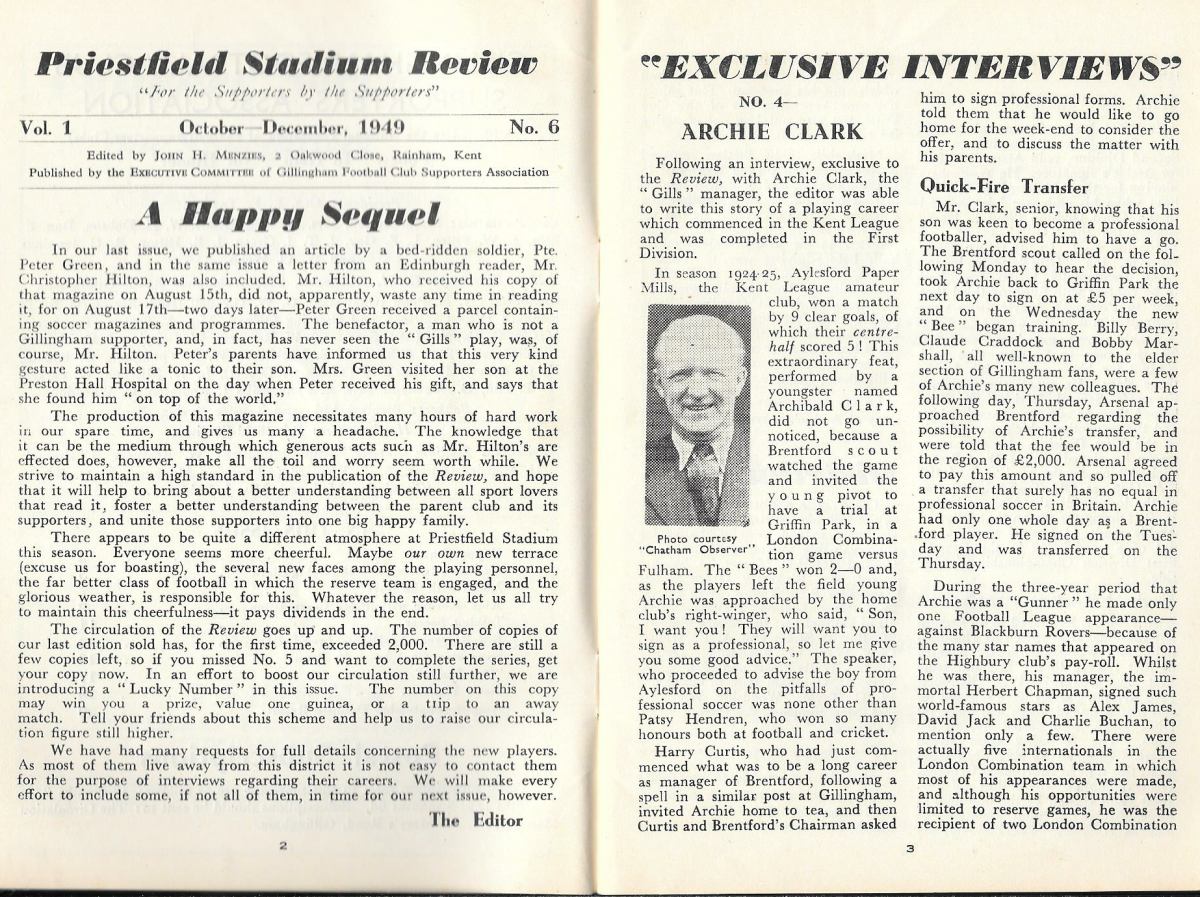 Priestfield Stadium Review
"For the Supporters by the Supporters"
Vol. 1 October—December, 1949 No. 6
Edited by JOHN H. MENZIES, 2 Oakwood Close, Rainham, Kent
Published by the EXECUTIVE COMMITTEE of Gillingham Football Club Supporters Association
A Happy Sequel
In our last issue, we published an article by a bed-ridden soldier, Pte.
Peter Green, and in the same issue a letter from an Edinburgh reader, Mr.
Christopher Hilton, was also included. Mr. Hilton, who received his copy of
that magazine on August 15th, did not, apparently, waste any time in reading
it, for on August 17th—two days later—Peter Green received a parcel contain-
ing soccer magazines and programmes. The benefactor, a man who is not a
Gillingham supporter, and, in fact, has never seen the "Gills" play, was, of
course, Mr. Hilton. Peter's parents have informed us that this very kind
gesture acted like a tonic to their son. Mrs. Green visited her son at the
Preston Hall Hospital on the day when Peter received his gift, and says that
she found him "on top of the world."
The production of this magazine necessitates many hours of hard work
in our spare time, and gives us many a headache. The knowledge that
it can be the medium through which generous acts such as Mr. Hilton's are
effected does, however, make all the toil and worry seem worth while. We
strive to maintain a high standard in the publication of the Review, and hope
that it will help to bring about a better understanding between all sport lovers
that read it, foster a better understanding between the parent club and its
supporters, and unite those supporters into one big happy family.
There appears to be quite a different atmosphere at Priestfield Stadium
this season. Everyone seems more cheerful. Maybe our own new terrace
(excuse us for boasting), the several new faces among the playing personnel,
the far better class of football in which the reserve team is engaged, and the
glorious weather, is responsible for this. Whatever the reason, let us all try
to maintain this cheerfulness—it pays dividends in the end.
The circulation of the Review goes up and up. The number of copies of
our last edition sold has, for the first time, exceeded 2,000. There are still a
few copies left, so if you missed No. 5 and want to complete the series, get
your copy now. In an effort to boost our circulation still further, we are
introducing a "Lucky Number" in this issue. The number on this copy
may win you a prize, value one guinea, or a trip to an away
match. Tell your friends about this scheme and help us to raise our circula-
tion figure still higher.
We have had many requests for full details concerning the new players.
As most of them live away from this district it is not easy to contact them
for the purpose of interviews regarding their careers. We will make every
effort to include some, if not all of them, in time for our next issue, however.
The Editor
2
"EXCLUSIVE INTERVIEWS"
NO. 4—
ARCHIE CLARK
Following an interview, exclusive to
the Review, with Archie Clark, the
"Gills" manager, the editor was able
to write this story of a playing career
which commenced in the Kent League
and was completed in the First
Division.
In season 1924-25, Aylesford Paper
Mills, the Kent League amateur
club, won a match
by 9 clear goals, of
which their centre-
half scored 5! This
extraordinary feat,
performed by a
youngster named
Archibald Clark,
did not go un-
noticed, because a
Brentford scout
watched the game
and invited the
young pivot to
have a trial at
Griffin Park, in a
London Combina-
tion game versus
Photo courtesy
"Chatham Observer"
Fulham. The "Bees" won 2—0 and,
as the players left the field young
Archie was approached by the home
club's right-winger, who said, "Son,
I want you! They will want you to
sign as a professional, so let me give
you some good advice." The speaker,
who proceeded to advise the boy from
Aylesford on the pitfalls of pro-
fessional soccer was none other than
Patsy Hendren, who won so many
honours both at football and cricket.
Harry Curtis, who had just com-
menced what was to be a long career
as manager of Brentford, following a
spell in a similar post at Gillingham,
invited Archie home to tea, and then
Curtis and Brentford's Chairman asked
him to sign professional forms. Archie
told them that he would like to go
home for the week-end to consider the
offer, and to discuss the matter with
his parents.
Quick-Fire Transfer
Mr. Clark, senior, knowing that his
son was keen to become a professional
footballer, advised him to have a go.
The Brentford scout called on the fol-
lowing Monday to hear the decision,
took Archie back to Griffin Park the
next day to sign on at £5 per week,
and on the Wednesday the new
"Bee" began training. Billy Berry,
Claude Craddock and Bobby Mar-
shall, all well-known to the elder
section of Gillingham fans, were a few
of Archie's many new colleagues. The
following day, Thursday, Arsenal ap-
proached Brentford regarding the
possibility of Archie's transfer, and
were told that the fee would be in
the region of £2,000. Arsenal agreed
to pay this amount and so pulled off
a transfer that surely has no equal in
professional soccer in Britain. Archie
had only one whole day as a Brent-
ford player. He signed on the Tues-
day and was transferred on the
Thursday.
During the three-year period that
Archie was a "Gunner" he made only
one Football League appearance—
against Blackburn Rovers—because of
the many star names that appeared on
the Highbury club's pay-roll. Whilst
he was there, his manager, the im-
mortal Herbert Chapman, signed such
world-famous stars as Alex James,
David Jack and Charlie Buchan, to
mention only a few. There were
actually five internationals in the
London Combination team in which
most of his appearances were made,
and although his opportunities were
limited to reserve games, he was the
recipient of two London Combination
3